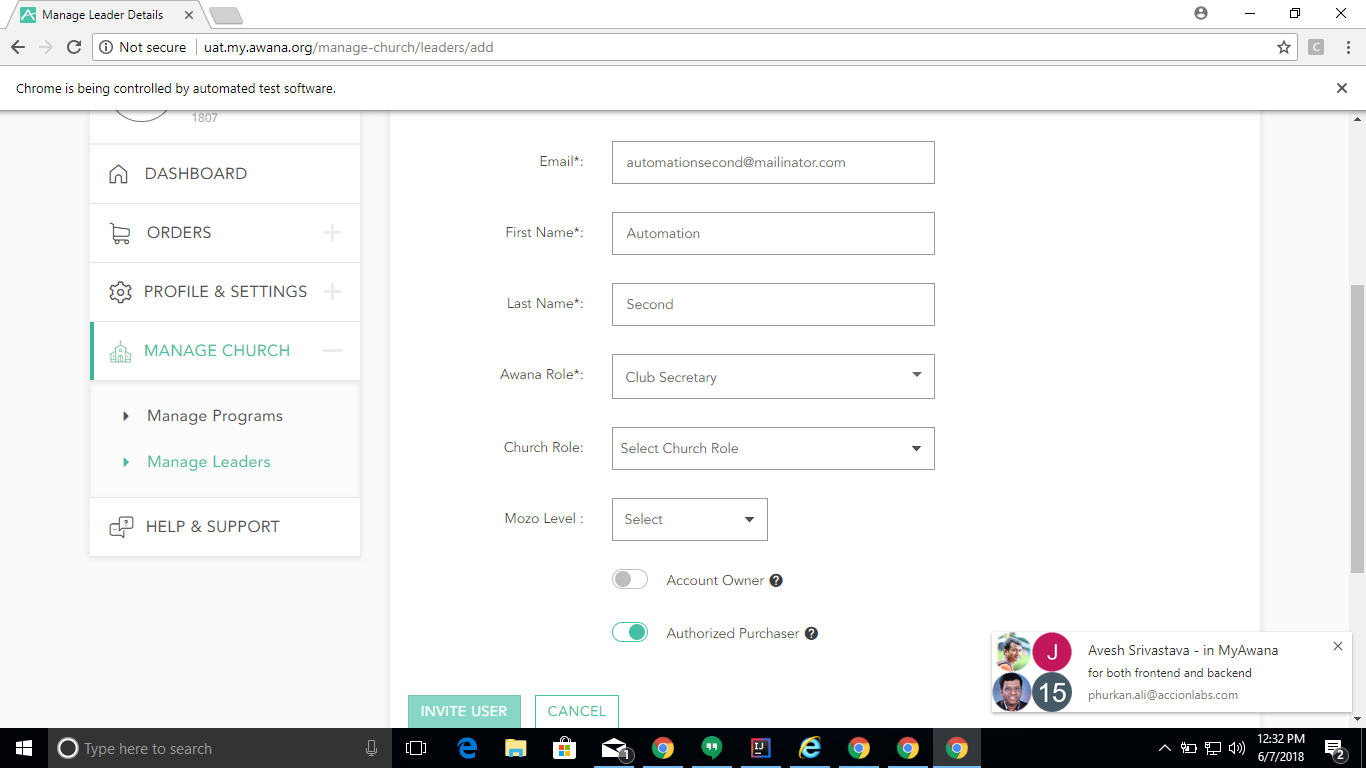 Manage Leader Details
Not secure
uat.my.awana.org/manage-church/leaders/add
C
Chrome is being controlled by automated test software.
1807
DASHBOARD
ORDERS
PROFILE & SETTINGS
MANAGE CHURCH
Manage Programs
Manage Leaders
HELP & SUPPORT
Email*: automationsecond@mailinator.com
First Name*: Automation
Last Name*: Second
Awana Role*: Club Secretary
Church Role: Select Church Role
Mozo Level : Select
Account Owner ?
Authorized Purchaser ?
INVITE USER CANCEL
J
15
Avesh Srivastava - in MyAwana
for both frontend and backend
phurkan.ali@accionlabs.com
Type here to search
1
IJ
12:32 PM
6/7/2018
2